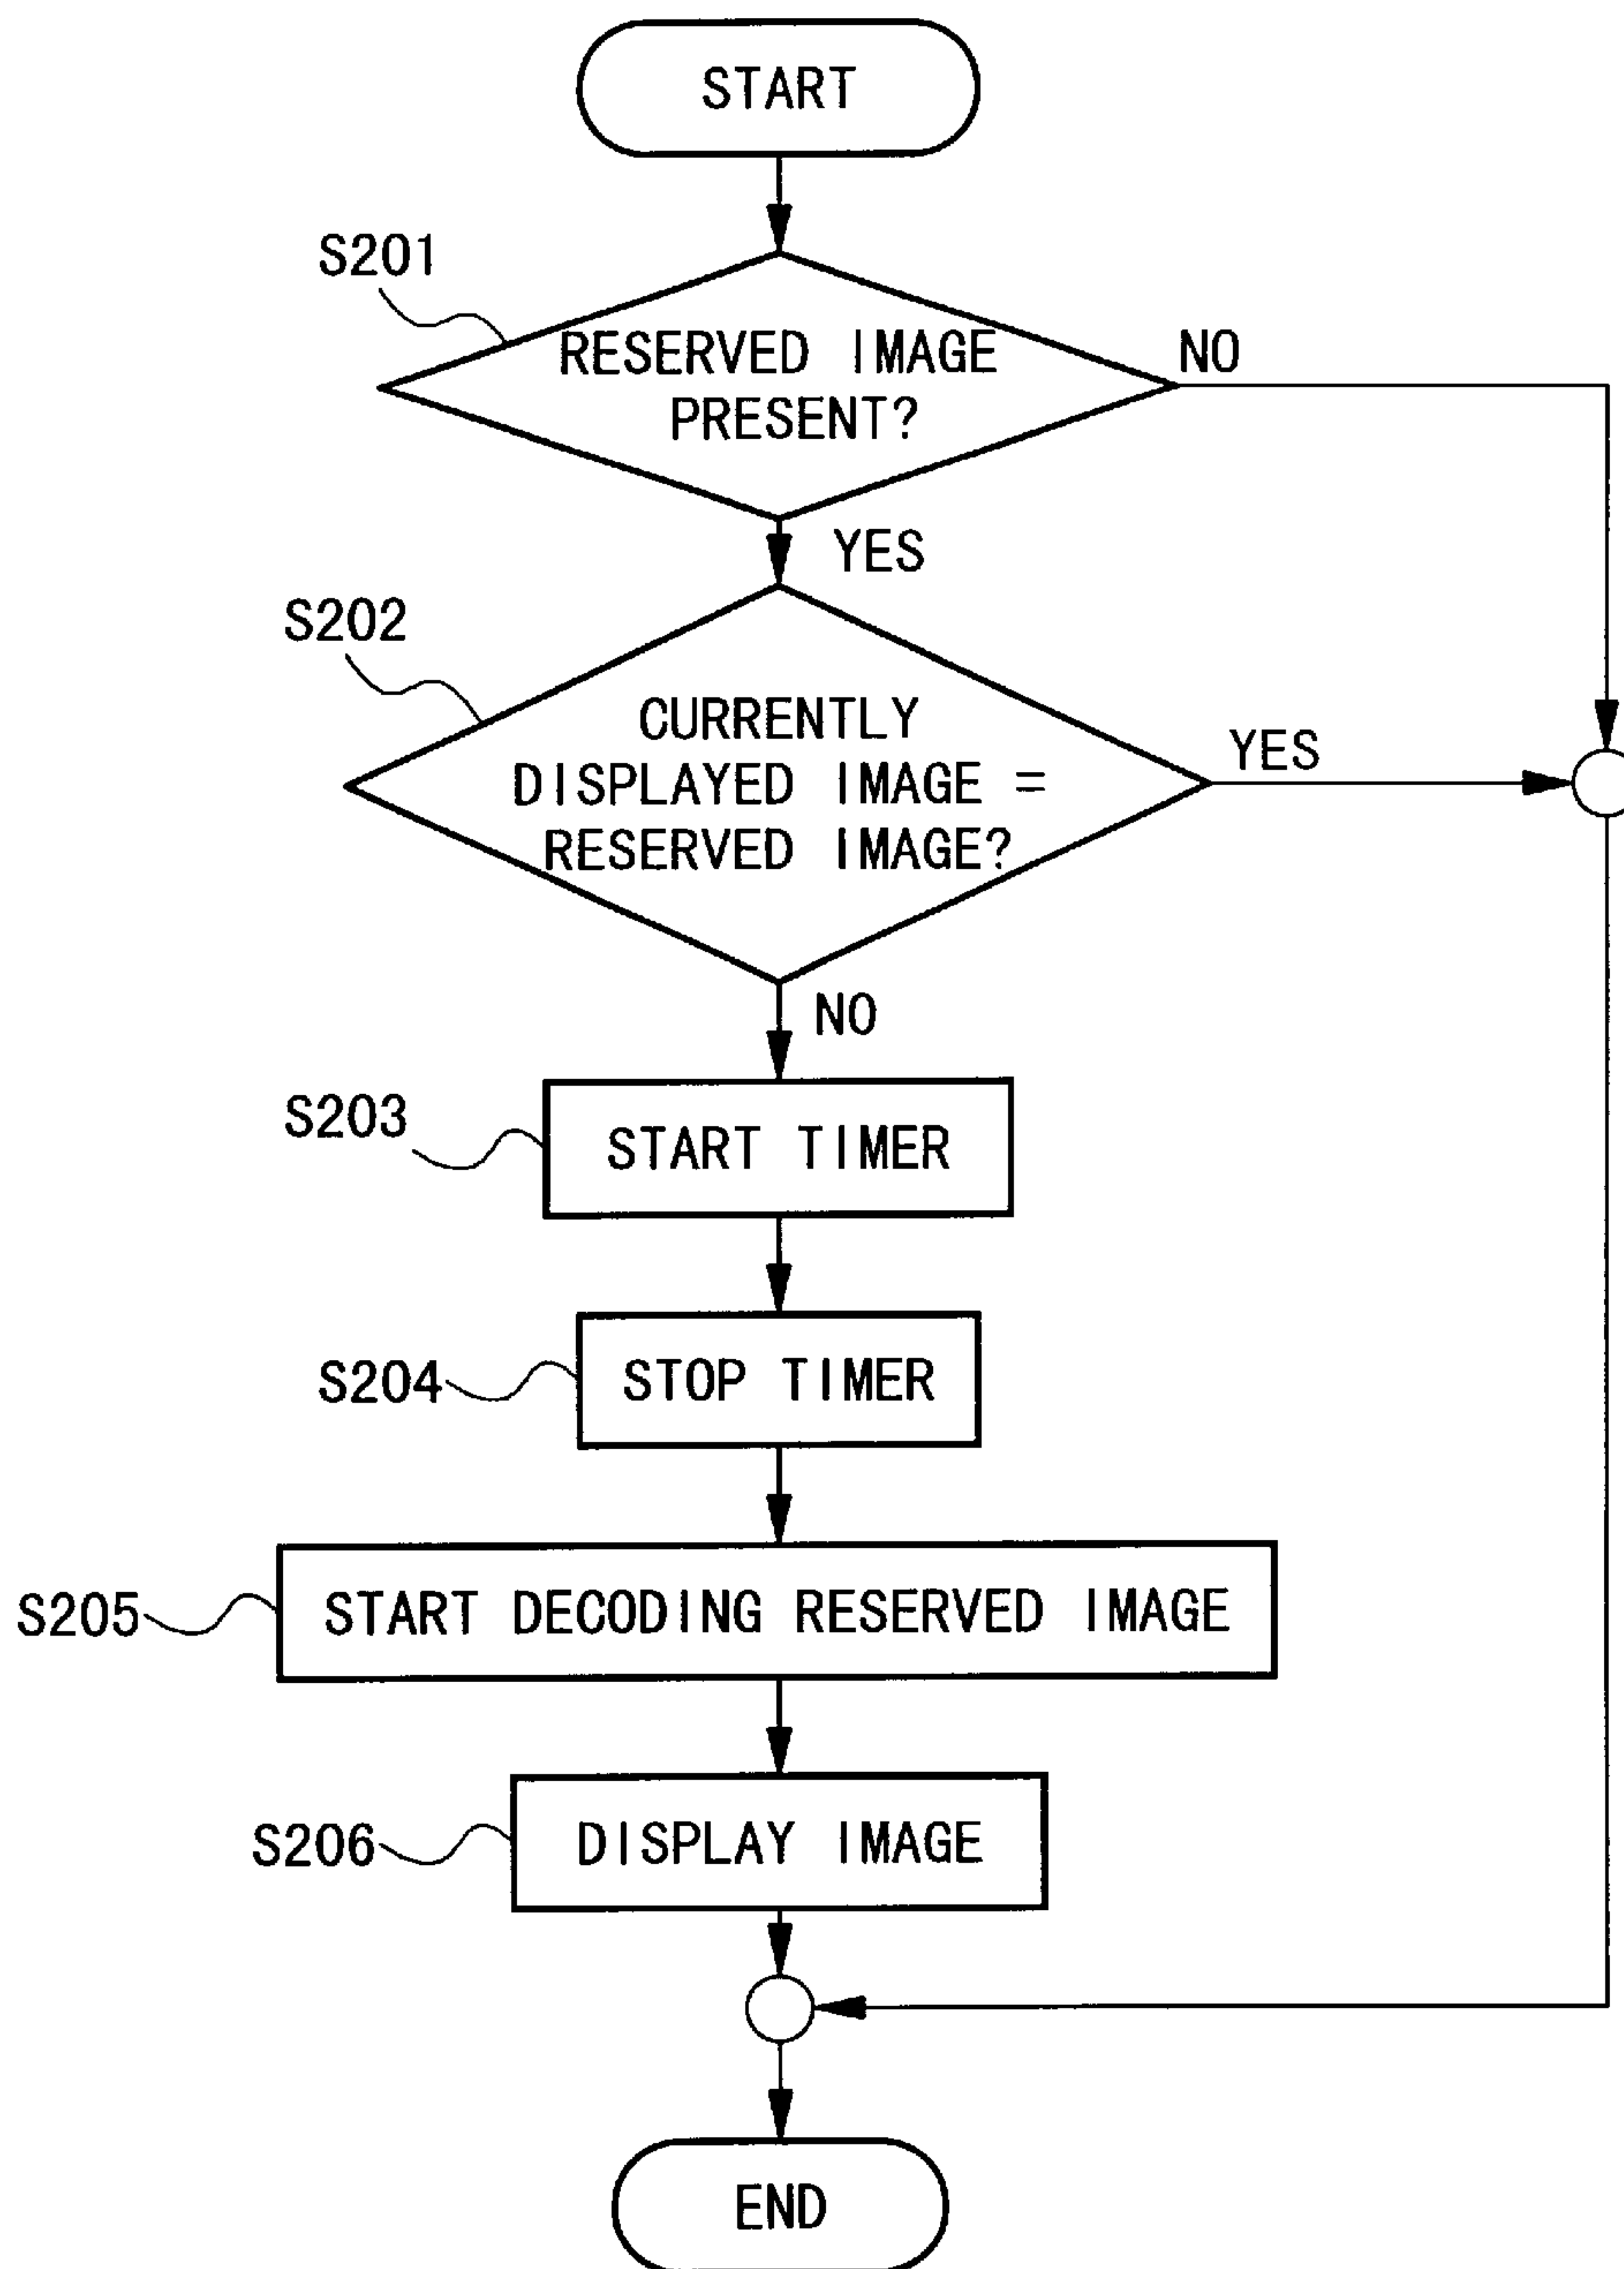 START
S201
RESERVED IMAGE
PRESENT?
NO
YES
S202
CURRENTLY
DISPLAYED IMAGE =
RESERVED IMAGE?
YES
NO
S203
START TIMER
S204
STOP TIMER
S205
START DECODING RESERVED IMAGE
S206
DISPLAY IMAGE
END